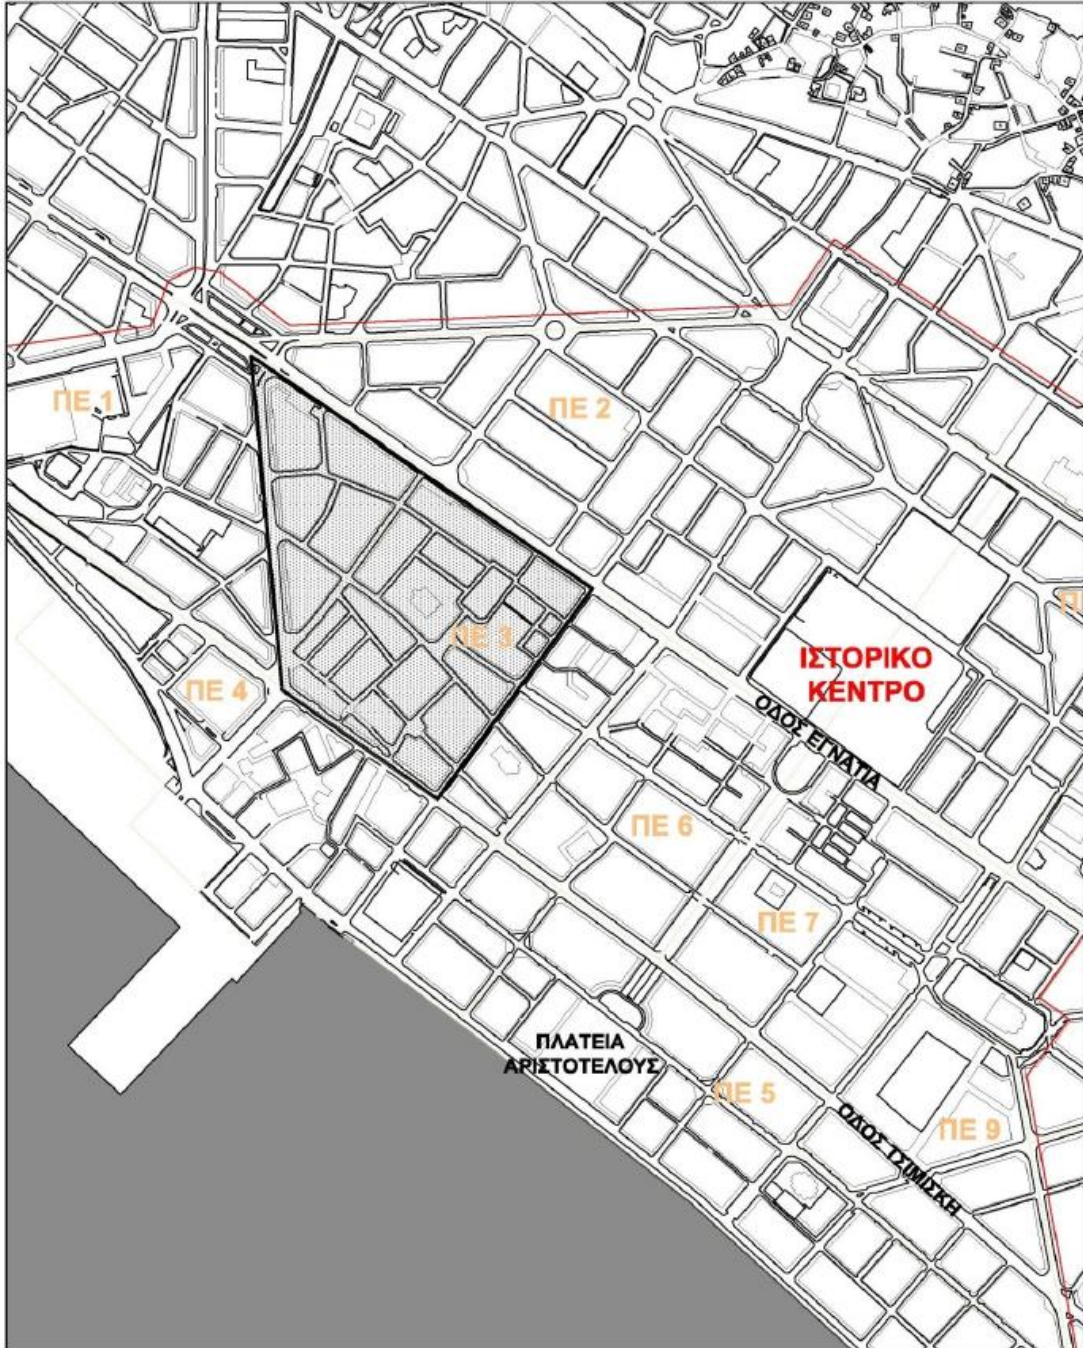 ΠΕ 1
ΠΕ 2
ΠΕ 3
ΠΕ 4
ΙΣΤΟΡΙΚΟ
ΚΕΝΤΡΟ
ΟΔΟΣ ΕΓΝΑΤΙΑ
ΠΕ 6
ΠΕ 7
ΠΛΑΤΕΙΑ
ΑΡΙΣΤΟΤΕΛΟΥΣ
ΠΕ 5
ΟΔΟΣ ΤΣΙΜΙΣΚΗ
ΠΕ 9